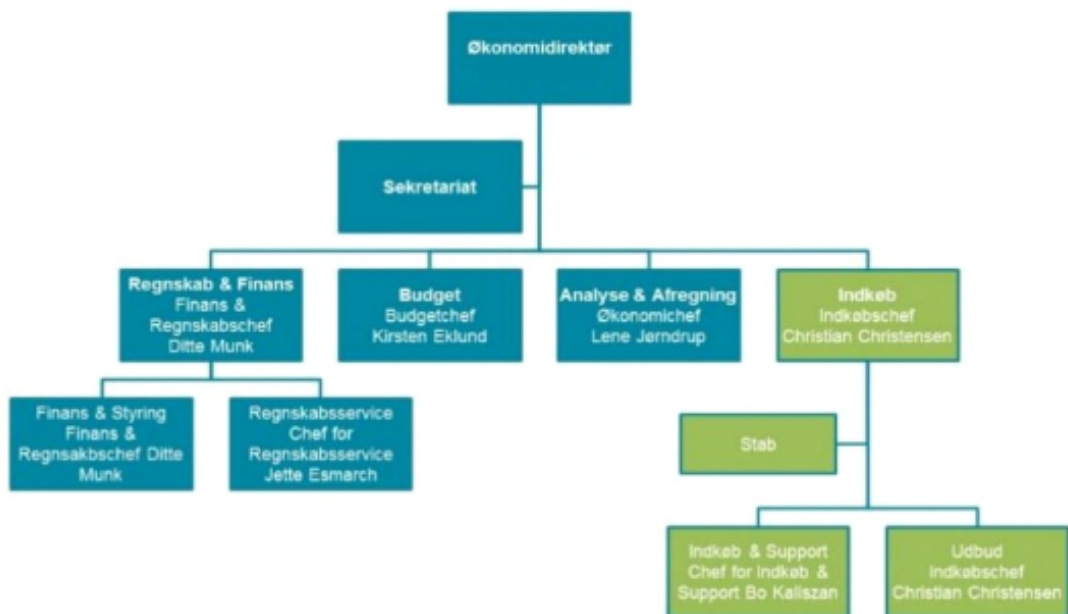 Økonomidirektør
Sekretariat
Regnskab & Finans
Finans &
Regnskabschef
Ditte Munk
Budget
Budgetchef
Kirsten Eklund
Analyse & Afregning
Økonomichef
Lene Jørndrup
Indkøb
Indkøbschef
Christian Christensen
Finans & Styring
Finans &
Regnsakbschef Ditte
Munk
Regnskabsservice
Chef for
Regnskabsservice
Jette Esmarch
Stab
Indkøb & Support
Chef for Indkøb &
Support Bo Kaliszan
Udbud
Indkøbschef
Christian Christensen